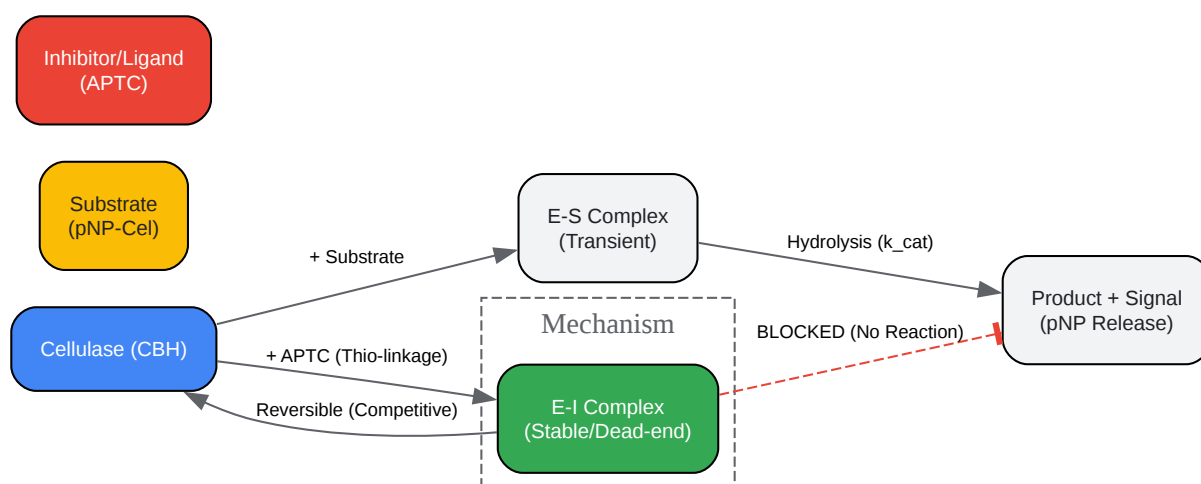 Inhibitor/Ligand
(APTC)
Substrate
(pNP-Cel)
Cellulase (CBH)
+ Substrate
+ APTC (Thio-linkage)
Reversible (Competitive)
E-S Complex
(Transient)
Mechanism
E-I Complex
(Stable/Dead-end)
Hydrolysis (k_cat)
BLOCKED (No Reaction)
Product + Signal
(pNP Release)